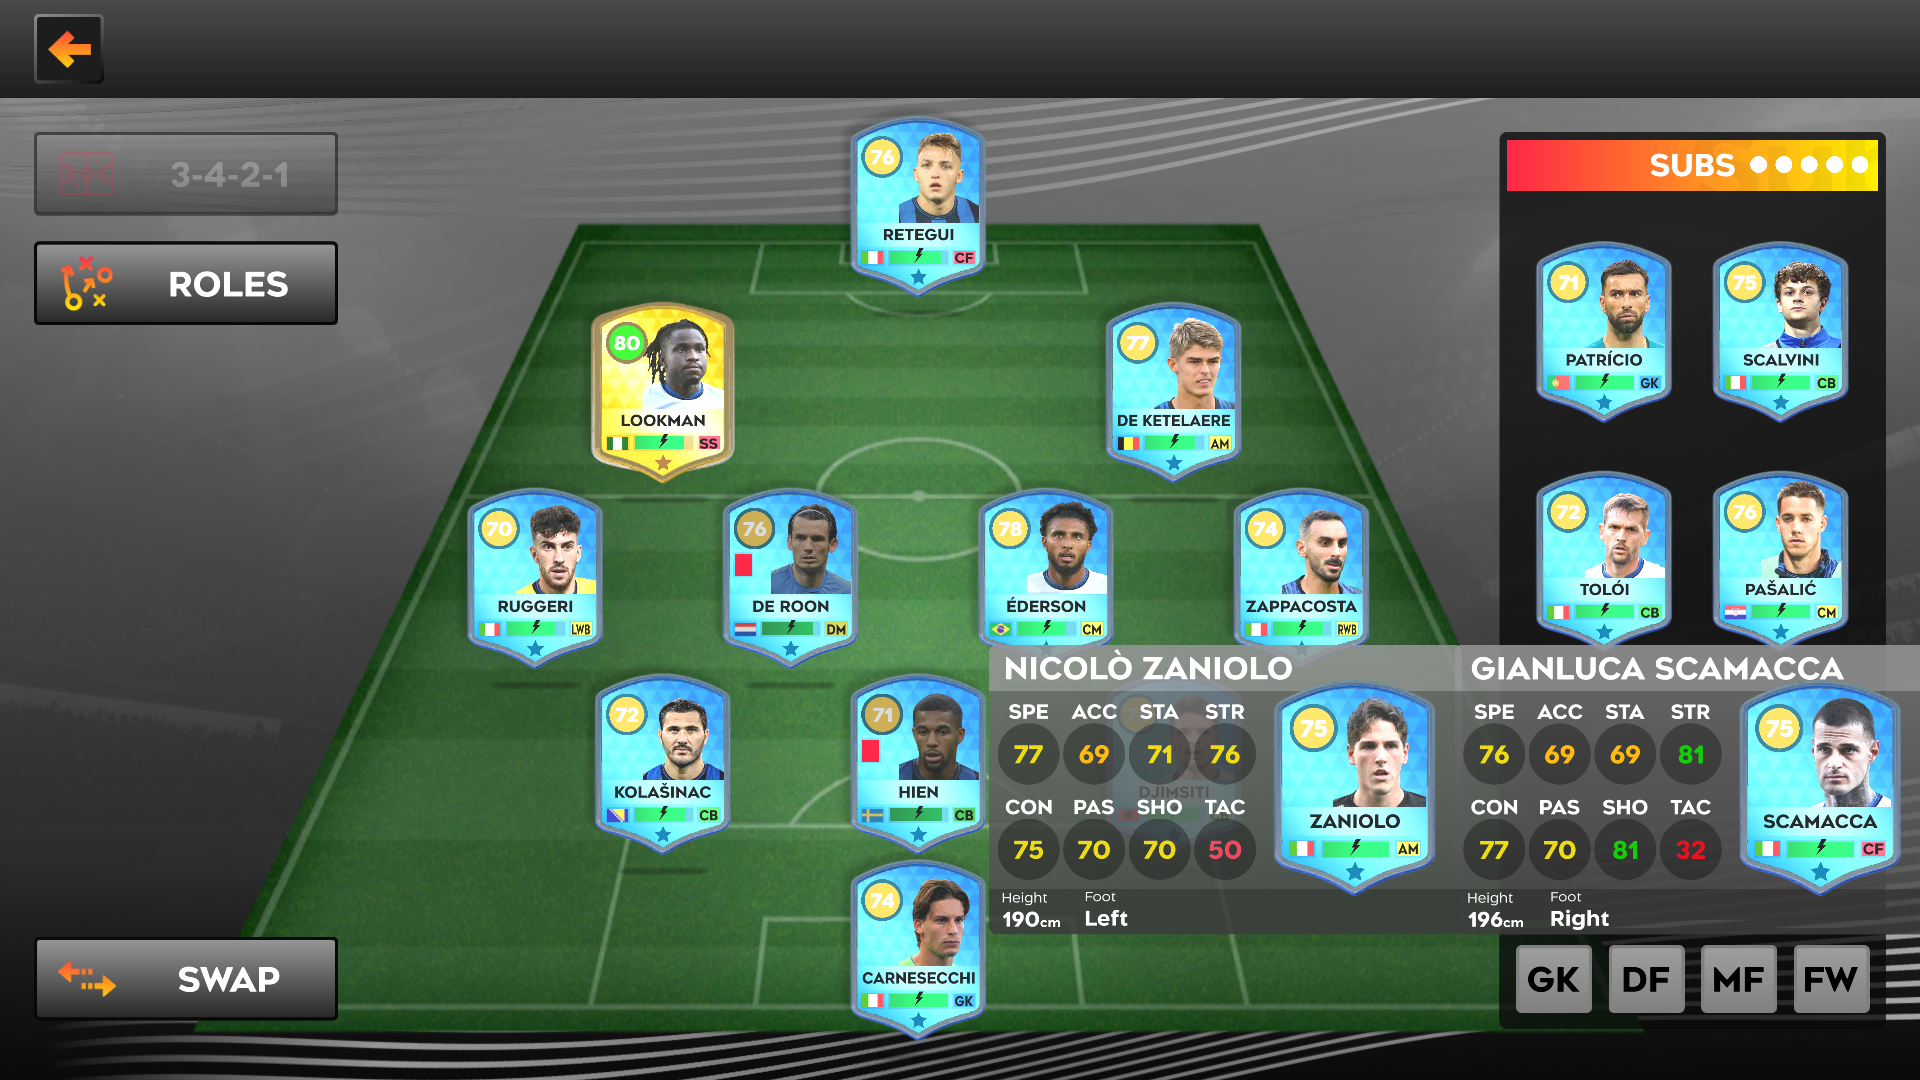 3-4-2-1
ROLES
SWAP
76
RETEGUI
CF
80
LOOKMAN
SS
77
DE KETELAERE
AM
70
RUGGERI
LWB
76
DE ROON
DM
78
ÉDERSON
CM
74
ZAPPACOSTA
RWB
72
KOLAŠINAC
CB
71
HIEN
CB
DJIMSITI
74
CARNESECCHI
GK
SUBS
71
PATRÍCIO
GK
75
SCALVINI
CB
72
TOLÓI
CB
76
PAŠALIĆ
CM
NICOLÒ ZANIOLO
SPE ACC STA STR
77 69 71 76
CON PAS SHO TAC
75 70 70 50
Height Foot
190cm Left
75
ZANIOLO
AM
GIANLUCA SCAMACCA
SPE ACC STA STR
76 69 69 81
CON PAS SHO TAC
77 70 81 32
Height Foot
196cm Right
75
SCAMACCA
CF
GK DF MF FW